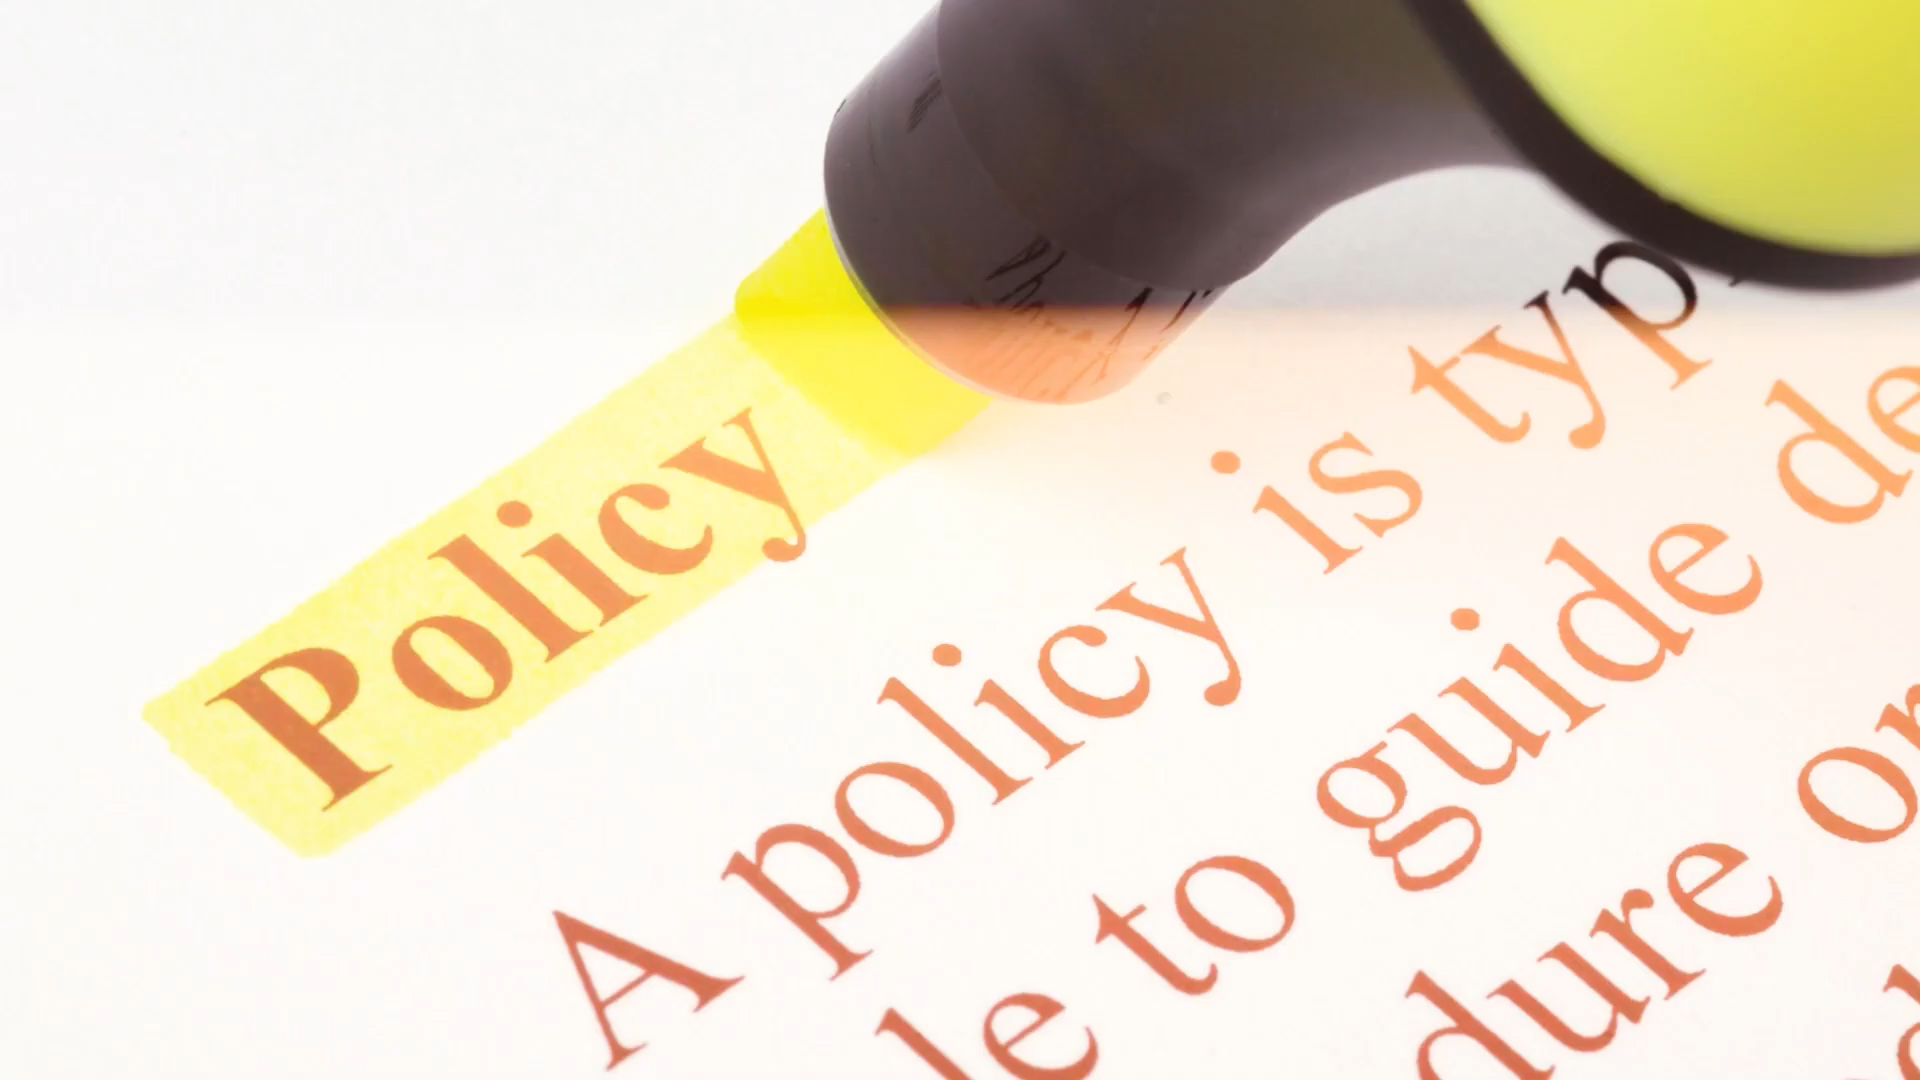 Policy
A policy is typ
le to guide de
dure or